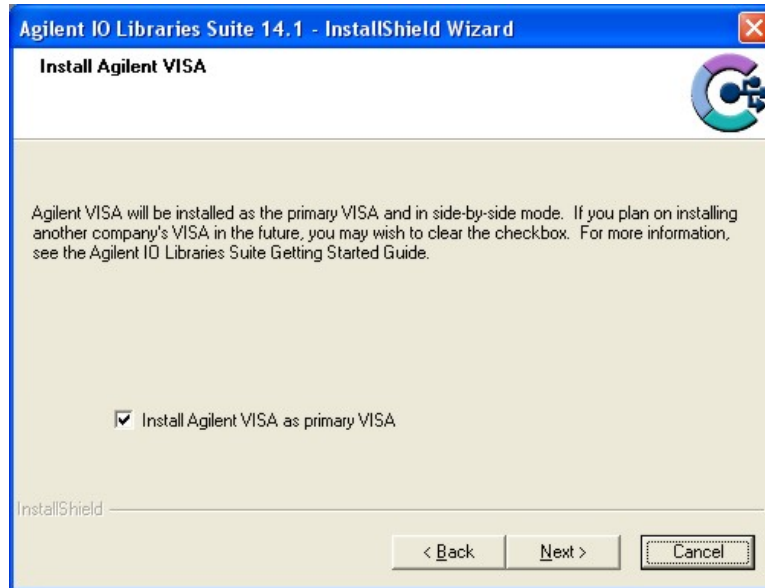 Agilent IO Libraries Suite 14.1 - InstallShield Wizard
Install Agilent VISA
Agilent VISA will be installed as the primary VISA and in side-by-side mode.  If you plan on installing
another company's VISA in the future, you may wish to clear the checkbox.  For more information,
see the Agilent IO Libraries Suite Getting Started Guide.
Install Agilent VISA as primary VISA
InstallShield
< Back
Next >
Cancel